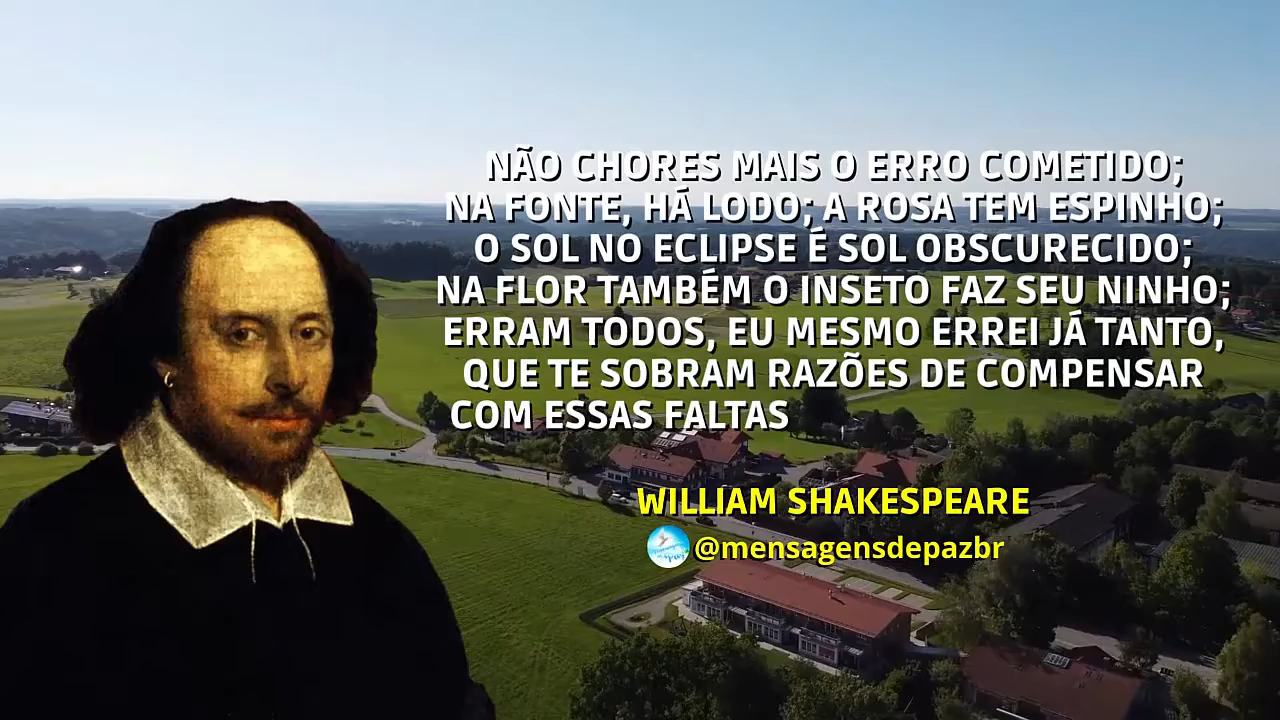 NÃO CHORES MAIS O ERRO COMETIDO;
NA FONTE, HÁ LODO; A ROSA TEM ESPINHO;
O SOL NO ECLIPSE É SOL OBSCURECIDO;
NA FLOR TAMBÉM O INSETO FAZ SEU NINHO;
ERRAM TODOS, EU MESMO ERREI JÁ TANTO,
QUE TE SOBRAM RAZÕES DE COMPENSAR
COM ESSAS FALTAS
WILLIAM SHAKESPEARE
@mensagensdepazbr